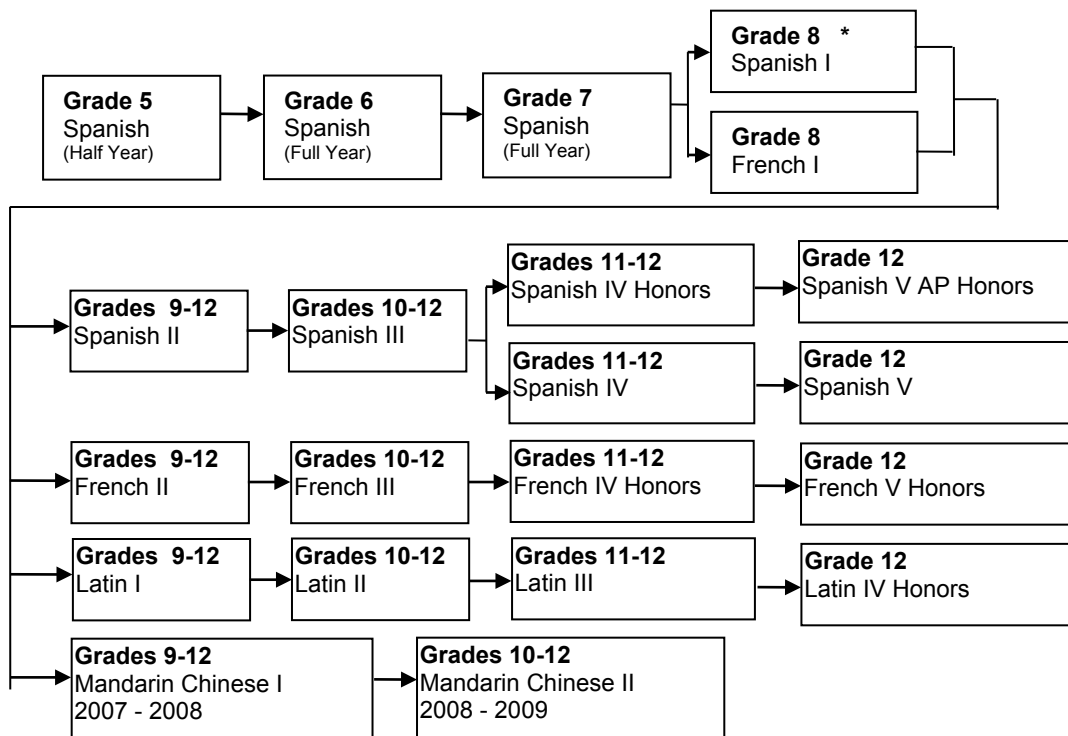 Grade 5
Spanish
(Half Year)
Grade 6
Spanish
(Full Year)
Grade 7
Spanish
(Full Year)
Grade 8 *
Spanish I
Grade 8
French I
Grades 9-12
Spanish II
Grades 10-12
Spanish III
Grades 11-12
Spanish IV Honors
Grade 12
Spanish V AP Honors
Grades 11-12
Spanish IV
Grade 12
Spanish V
Grades 9-12
French II
Grades 10-12
French III
Grades 11-12
French IV Honors
Grade 12
French V Honors
Grades 9-12
Latin I
Grades 10-12
Latin II
Grades 11-12
Latin III
Grade 12
Latin IV Honors
Grades 9-12
Mandarin Chinese I
2007 - 2008
Grades 10-12
Mandarin Chinese II
2008 - 2009